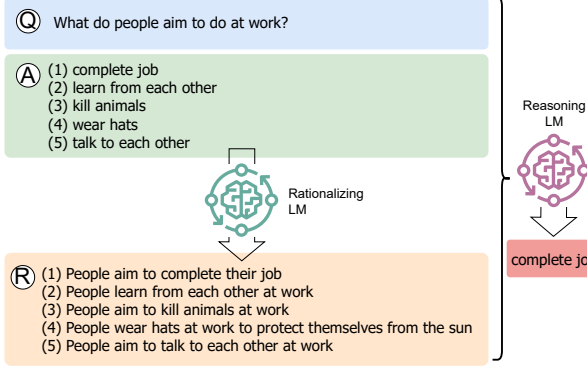 Q What do people aim to do at work?
A (1) complete job
(2) learn from each other
(3) kill animals
(4) wear hats
(5) talk to each other
Rationalizing
LM
R (1) People aim to complete their job
(2) People learn from each other at work
(3) People aim to kill animals at work
(4) People wear hats at work to protect themselves from the sun
(5) People aim to talk to each other at work
Reasoning
LM
complete jo